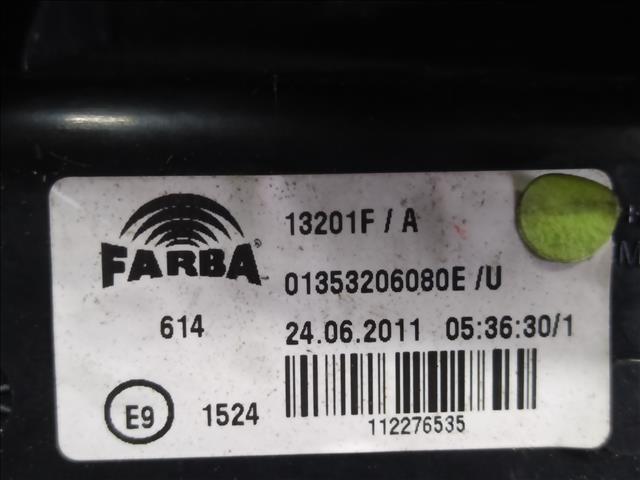 FARBA®
13201F / A
01353206080E /U
614
24.06.2011 05:36:30/1
E9
1524
112276535